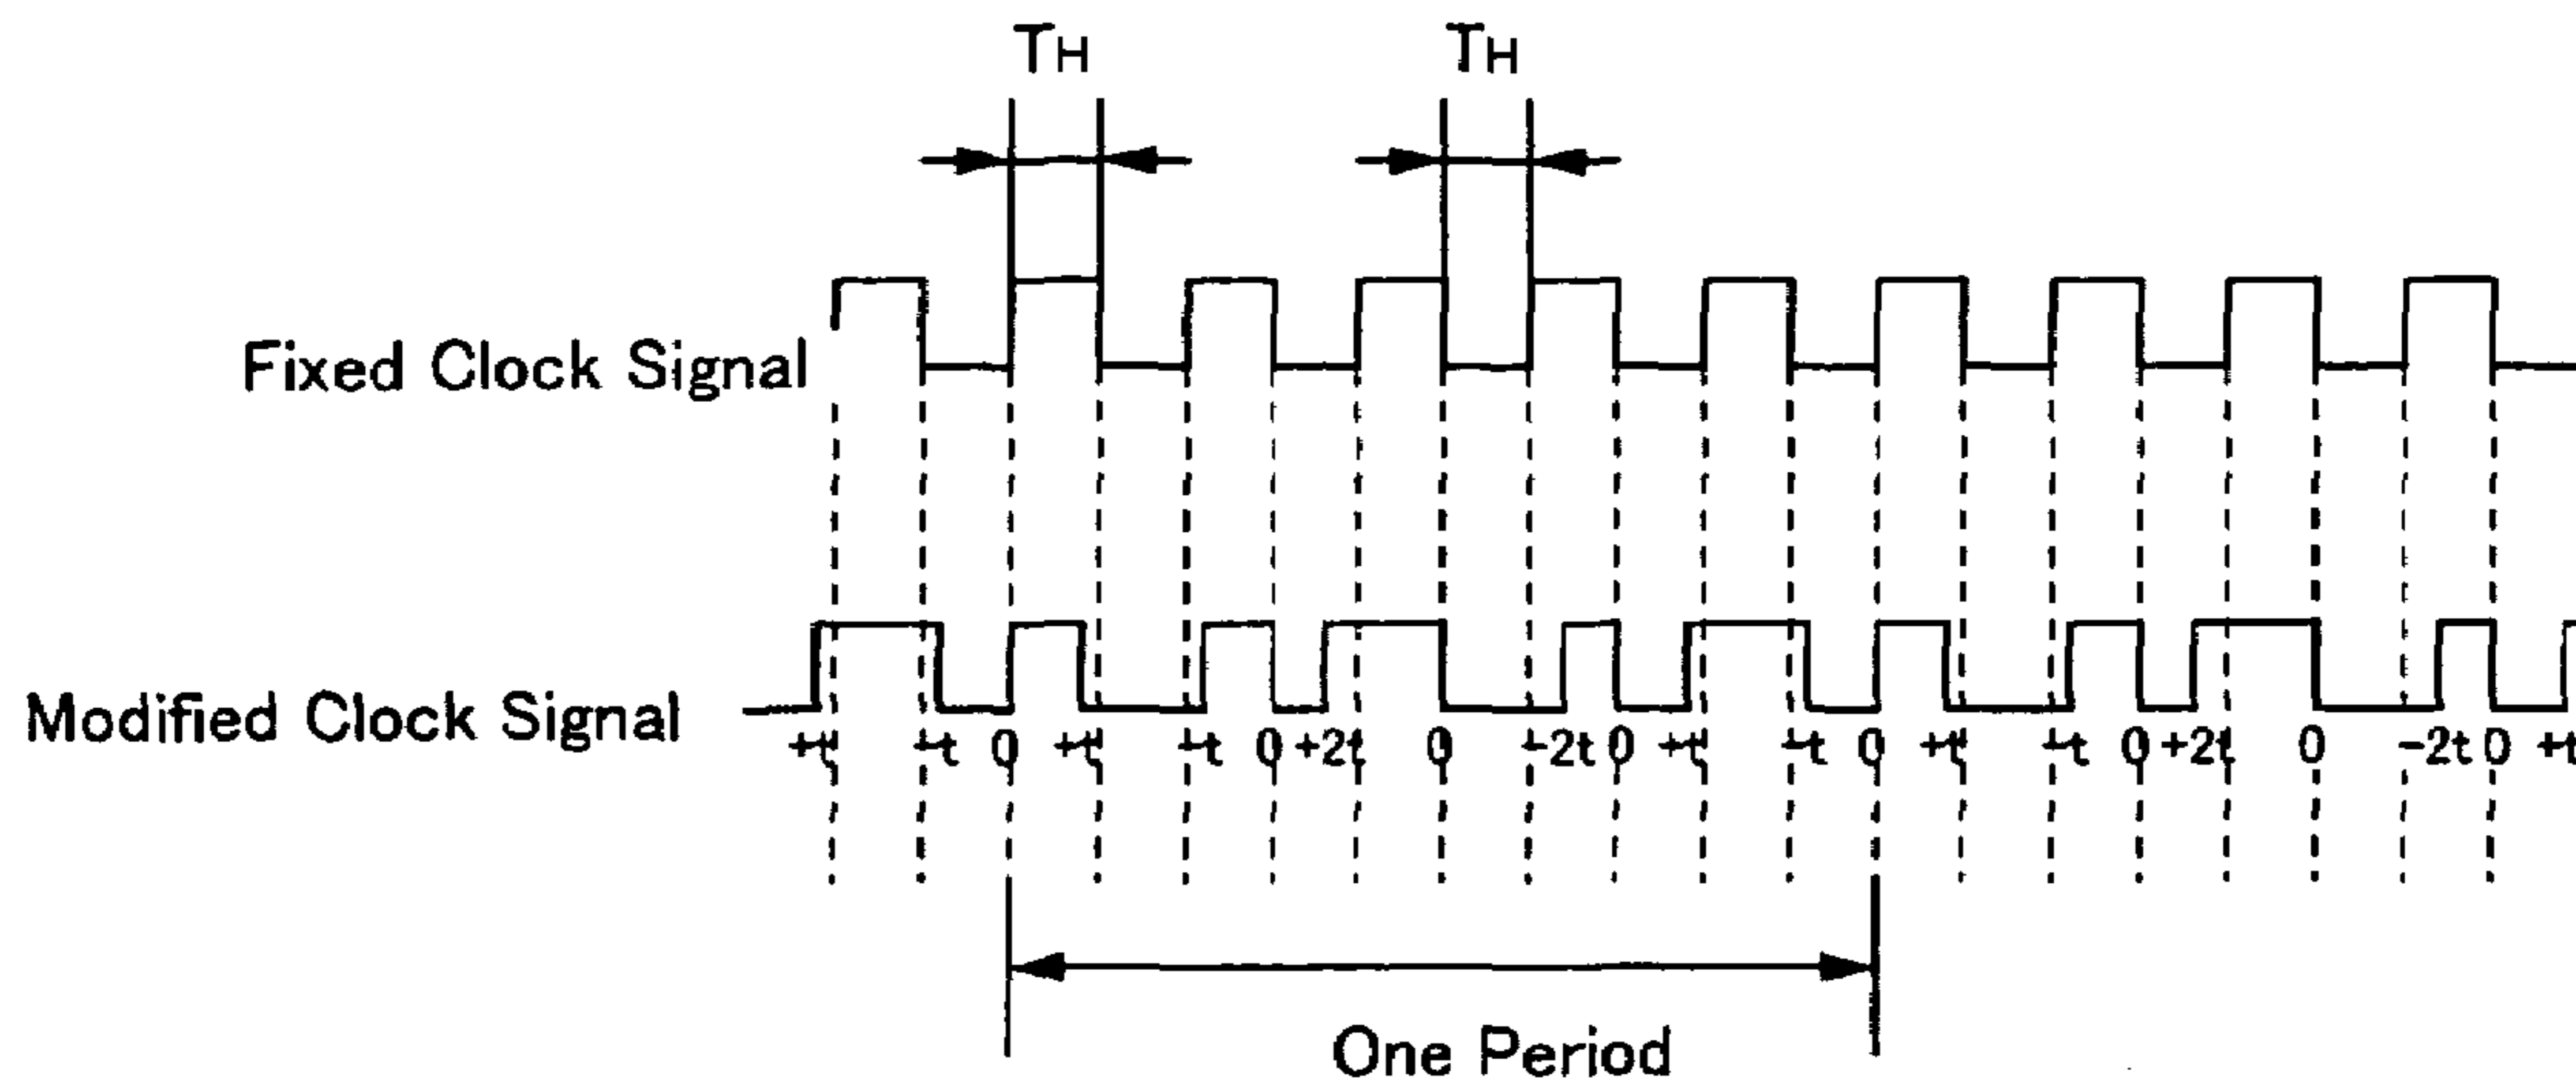 TH TH
Fixed Clock Signal
Modified Clock Signal
+t -t 0 +t -t 0 +2t 0 -2t 0 +t -t 0 +t -t 0 +2t 0 -2t 0 +t
One Period